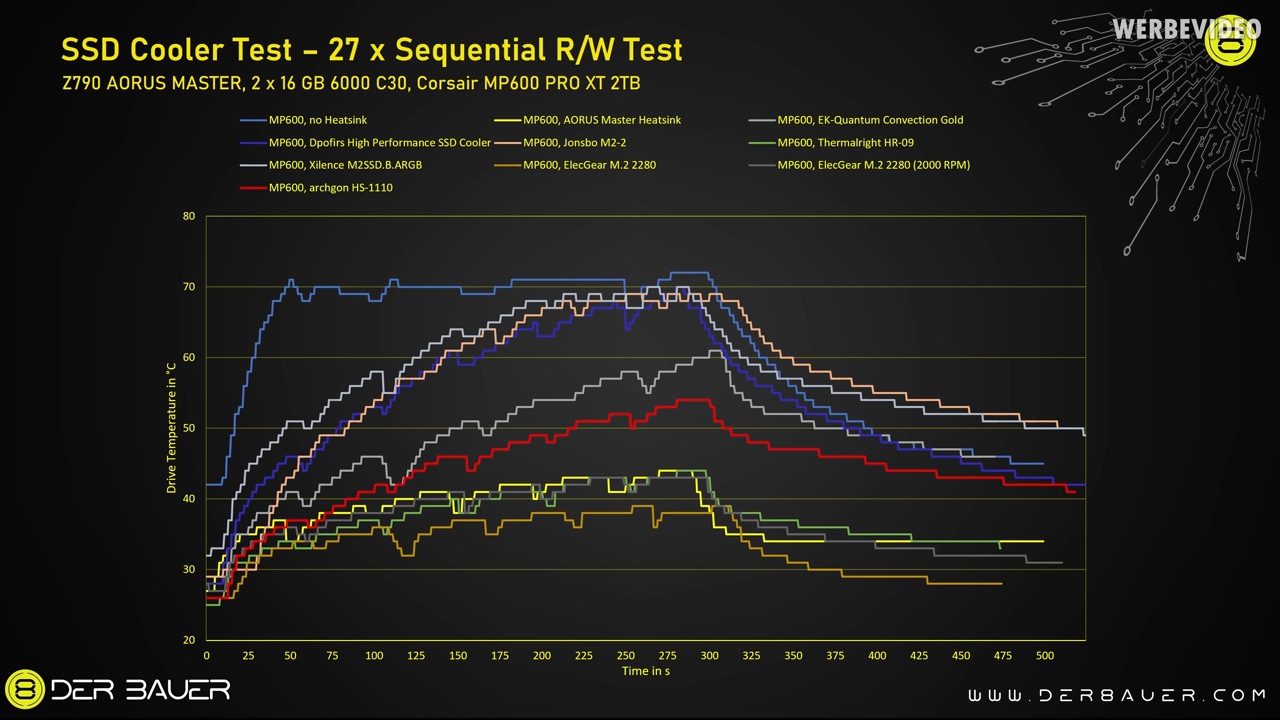 WERBEVIDEO
SSD Cooler Test – 27 x Sequential R/W Test
Z790 AORUS MASTER, 2 x 16 GB 6000 C30, Corsair MP600 PRO XT 2TB
MP600, no Heatsink MP600, AORUS Master Heatsink MP600, EK-Quantum Convection Gold
MP600, Dpofirs High Performance SSD Cooler MP600, Jonsbo M2-2 MP600, Thermalright HR-09
MP600, Xilence M2SSD.B.ARGB MP600, ElecGear M.2 2280 MP600, ElecGear M.2 2280 (2000 RPM)
MP600, archgon HS-1110
80
70
60
50
40
30
20
Drive Temperature in °C
0 25 50 75 100 125 150 175 200 225 250 275 300 325 350 375 400 425 450 475 500
Time in s
8 DER BAUER
WWW.DER8AUER.COM